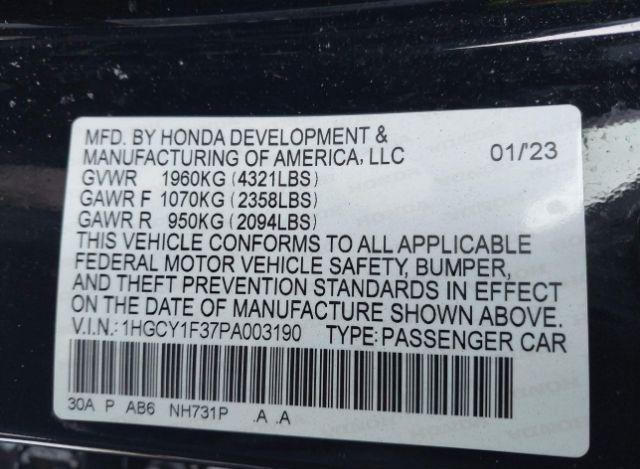 MFD. BY HONDA DEVELOPMENT &
MANUFACTURING OF AMERICA, LLC 01/23
GVWR 1960KG (4321LBS)
GAWR F 1070KG (2358LBS)
GAWR R 950KG (2094LBS)
THIS VEHICLE CONFORMS TO ALL APPLICABLE
FEDERAL MOTOR VEHICLE SAFETY, BUMPER,
AND THEFT PREVENTION STANDARDS IN EFFECT
ON THE DATE OF MANUFACTURE SHOWN ABOVE.
V.I.N.: 1HGCY1F37PA003190 TYPE: PASSENGER CAR
30A P AB6 NH731P .A .A